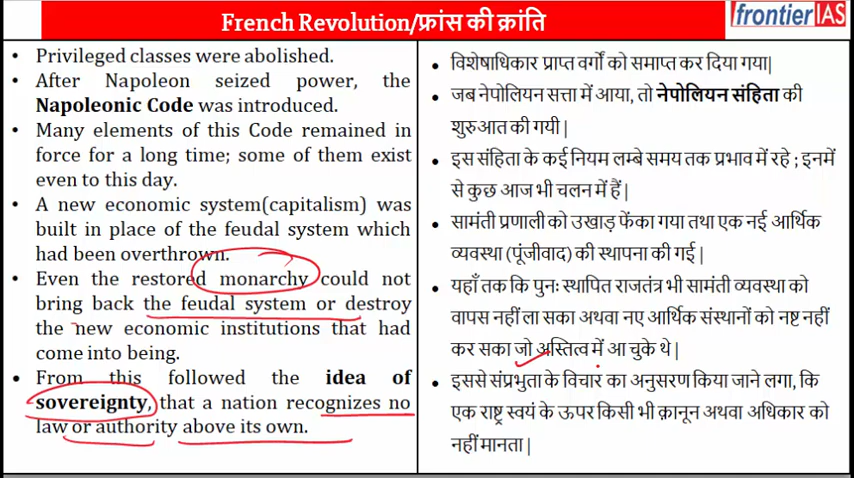 French Revolution/फ्रांस की क्रांति
frontier IAS
• Privileged classes were abolished.
• After Napoleon seized power, the
Napoleonic Code was introduced.
• Many elements of this Code remained in
force for a long time; some of them exist
even to this day.
• A new economic system(capitalism) was
built in place of the feudal system which
had been overthrown.
• Even the restored monarchy could not
bring back the feudal system or destroy
the new economic institutions that had
come into being.
• From this followed the idea of
sovereignty, that a nation recognizes no
law or authority above its own.
• विशेषाधिकार प्राप्त वर्गों को समाप्त कर दिया गया|
• जब नेपोलियन सत्ता में आया, तो नेपोलियन संहिता की
शुरुआत की गयी |
• इस संहिता के कई नियम लम्बे समय तक प्रभाव में रहे ; इनमें
से कुछ आज भी चलन में हैं |
• सामंती प्रणाली को उखाड़ फेंका गया तथा एक नई आर्थिक
व्यवस्था (पूंजीवाद) की स्थापना की गई |
• यहाँ तक कि पुनः स्थापित राजतंत्र भी सामंती व्यवस्था को
वापस नहीं ला सका अथवा नए आर्थिक संस्थानों को नष्ट नहीं
कर सका जो अस्तित्व में आ चुके थे |
• इससे संप्रभुता के विचार का अनुसरण किया जाने लगा, कि
एक राष्ट्र स्वयं के ऊपर किसी भी क़ानून अथवा अधिकार को
नहीं मानता |